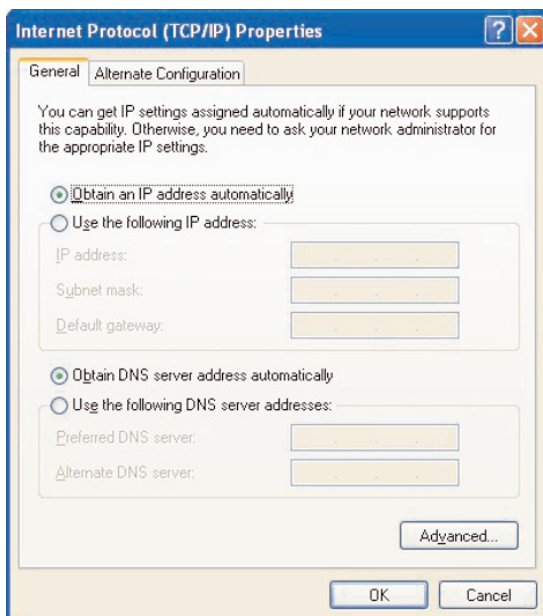 Internet Protocol (TCP/IP) Properties
General
Alternate Configuration
You can get IP settings assigned automatically if your network supports
this capability. Otherwise, you need to ask your network administrator for
the appropriate IP settings.
Obtain an IP address automatically
Use the following IP address:
IP address:
Subnet mask:
Default gateway:
Obtain DNS server address automatically
Use the following DNS server addresses:
Preferred DNS server:
Alternate DNS server:
Advanced...
OK
Cancel